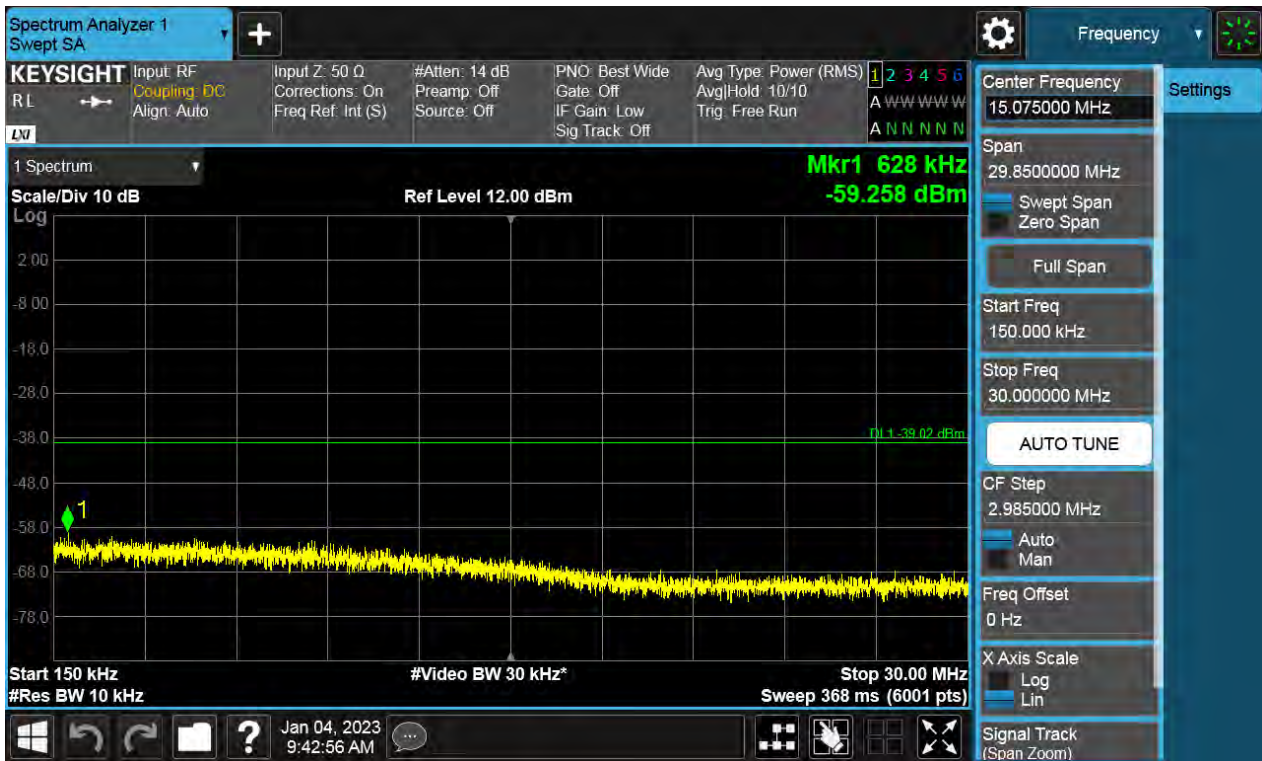 Spectrum Analyzer 1
Swept SA
+
Frequency
KEYSIGHT
RL
LXI
Input: RF
Coupling: DC
Align: Auto
Input Z: 50 Ω
Corrections: On
Freq Ref: Int (S)
#Atten: 14 dB
Preamp: Off
Source: Off
PNO: Best Wide
Gate: Off
IF Gain: Low
Sig Track: Off
Avg Type: Power (RMS)
Avg|Hold: 10/10
Trig: Free Run
1 2 3 4 5 6
A W W W W W
A N N N N N
1 Spectrum
Scale/Div 10 dB
Ref Level 12.00 dBm
Mkr1 628 kHz
-59.258 dBm
Log
2.00
-8.00
-18.0
-28.0
-38.0
-48.0
-58.0
-68.0
-78.0
DL1 -39.02 dBm
1
Start 150 kHz
#Video BW 30 kHz*
Stop 30.00 MHz
#Res BW 10 kHz
Sweep 368 ms (6001 pts)
?
Jan 04, 2023
9:42:56 AM
Center Frequency
15.075000 MHz
Settings
Span
29.8500000 MHz
Swept Span
Zero Span
Full Span
Start Freq
150.000 kHz
Stop Freq
30.000000 MHz
AUTO TUNE
CF Step
2.985000 MHz
Auto
Man
Freq Offset
0 Hz
X Axis Scale
Log
Lin
Signal Track
(Span Zoom)